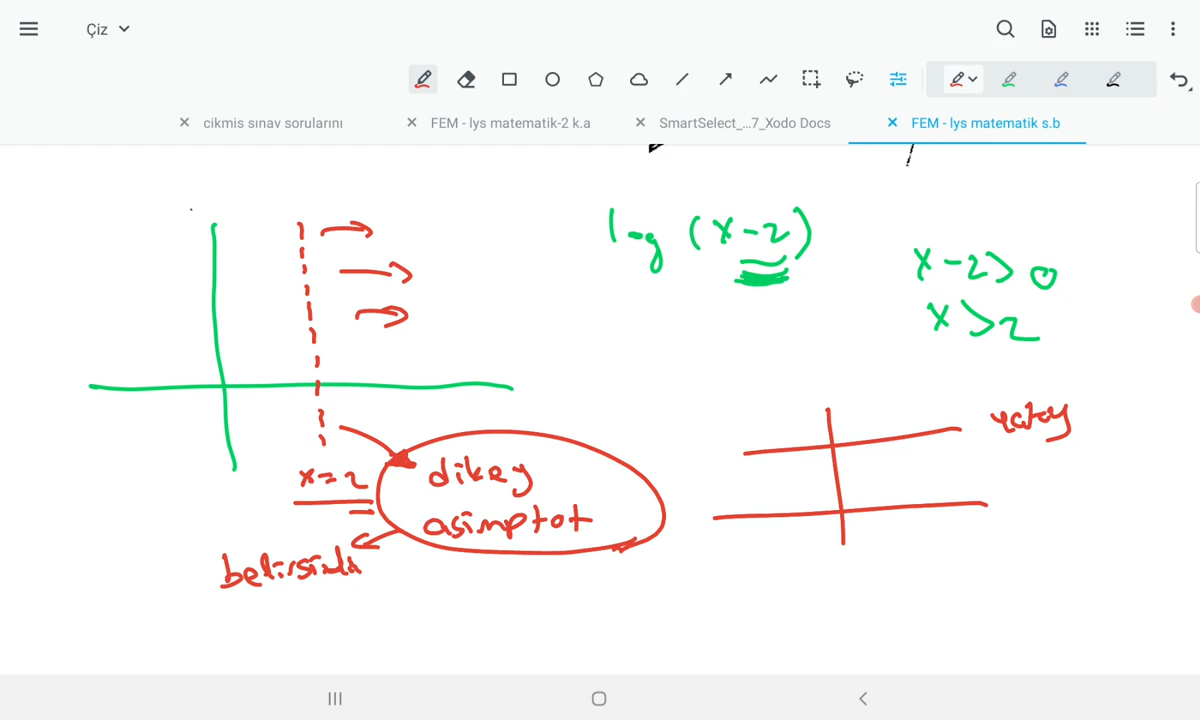 Çiz
cikmis sınav sorularını
FEM - lys matematik-2 k.a
SmartSelect_...7_Xodo Docs
FEM - lys matematik s.b
log (x-2)
x-2>0
x>2
yatay
x=2
dikey
asimptot